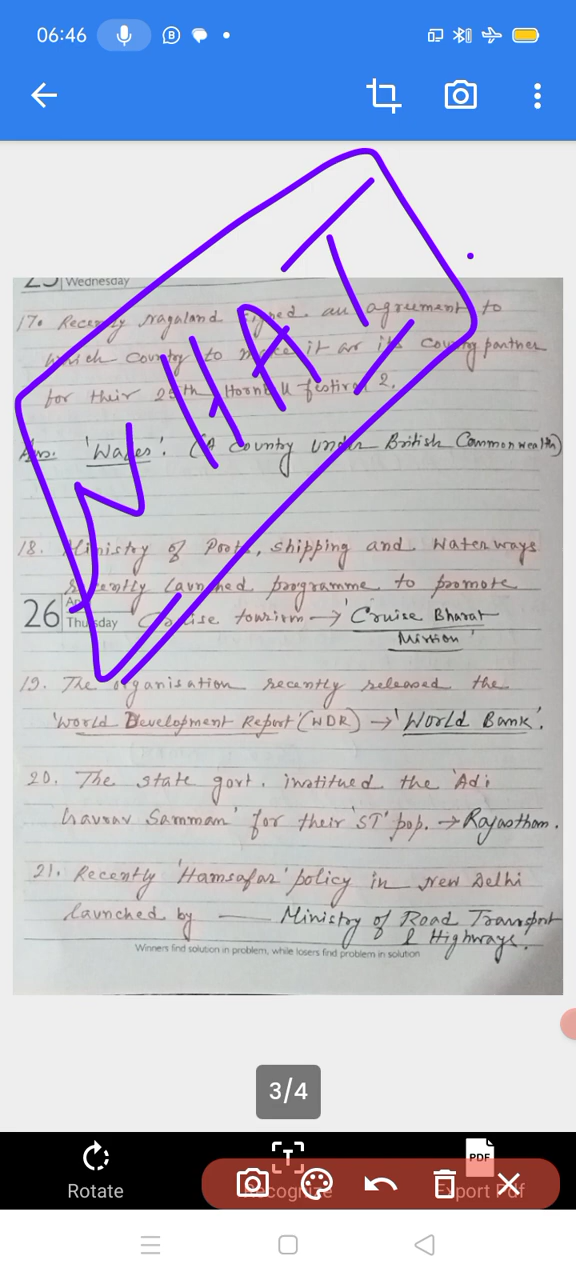 06:46
Wednesday
WHAT
17. Recently Nagaland signed an agreement to
which country to make it as its county partner
for their 25th Hornbill festival ?.
Ans. 'Wales'. (A country under British Commonwealth)
18. Ministry of Ports, shipping and Waterways
recently launched programme to promote
26 Thursday Cruise tourism → 'Cruise Bharat
Mission'
19. The organisation recently released the
'World Development Report' (WDR) → 'World Bank'.
20. The state govt. institued the 'Adi
Gaurav Samman' for their 'ST' pop. → Rajasthan.
21. Recently 'Hamsafar' policy in New Delhi
launched by — Ministry of Road Transport
& Highways.
Winners find solution in problem, while losers find problem in solution
3/4
Rotate
Recognize
Export Pdf
PDF